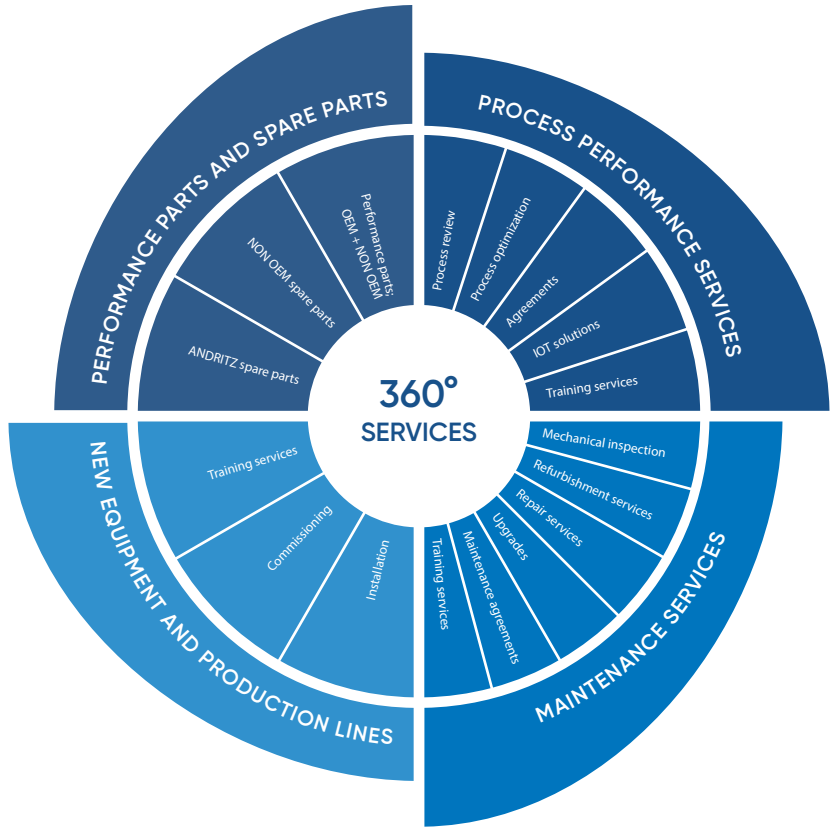 360°
SERVICES
PROCESS PERFORMANCE SERVICES
Process review
Process optimization
Agreements
IOT solutions
Training services
MAINTENANCE SERVICES
Mechanical inspection
Refurbishment services
Repair services
Upgrades
Maintenance agreements
Training services
NEW EQUIPMENT AND PRODUCTION LINES
Installation
Commissioning
Training services
PERFORMANCE PARTS AND SPARE PARTS
ANDRITZ spare parts
NON OEM spare parts
Performance parts;
OEM + NON OEM